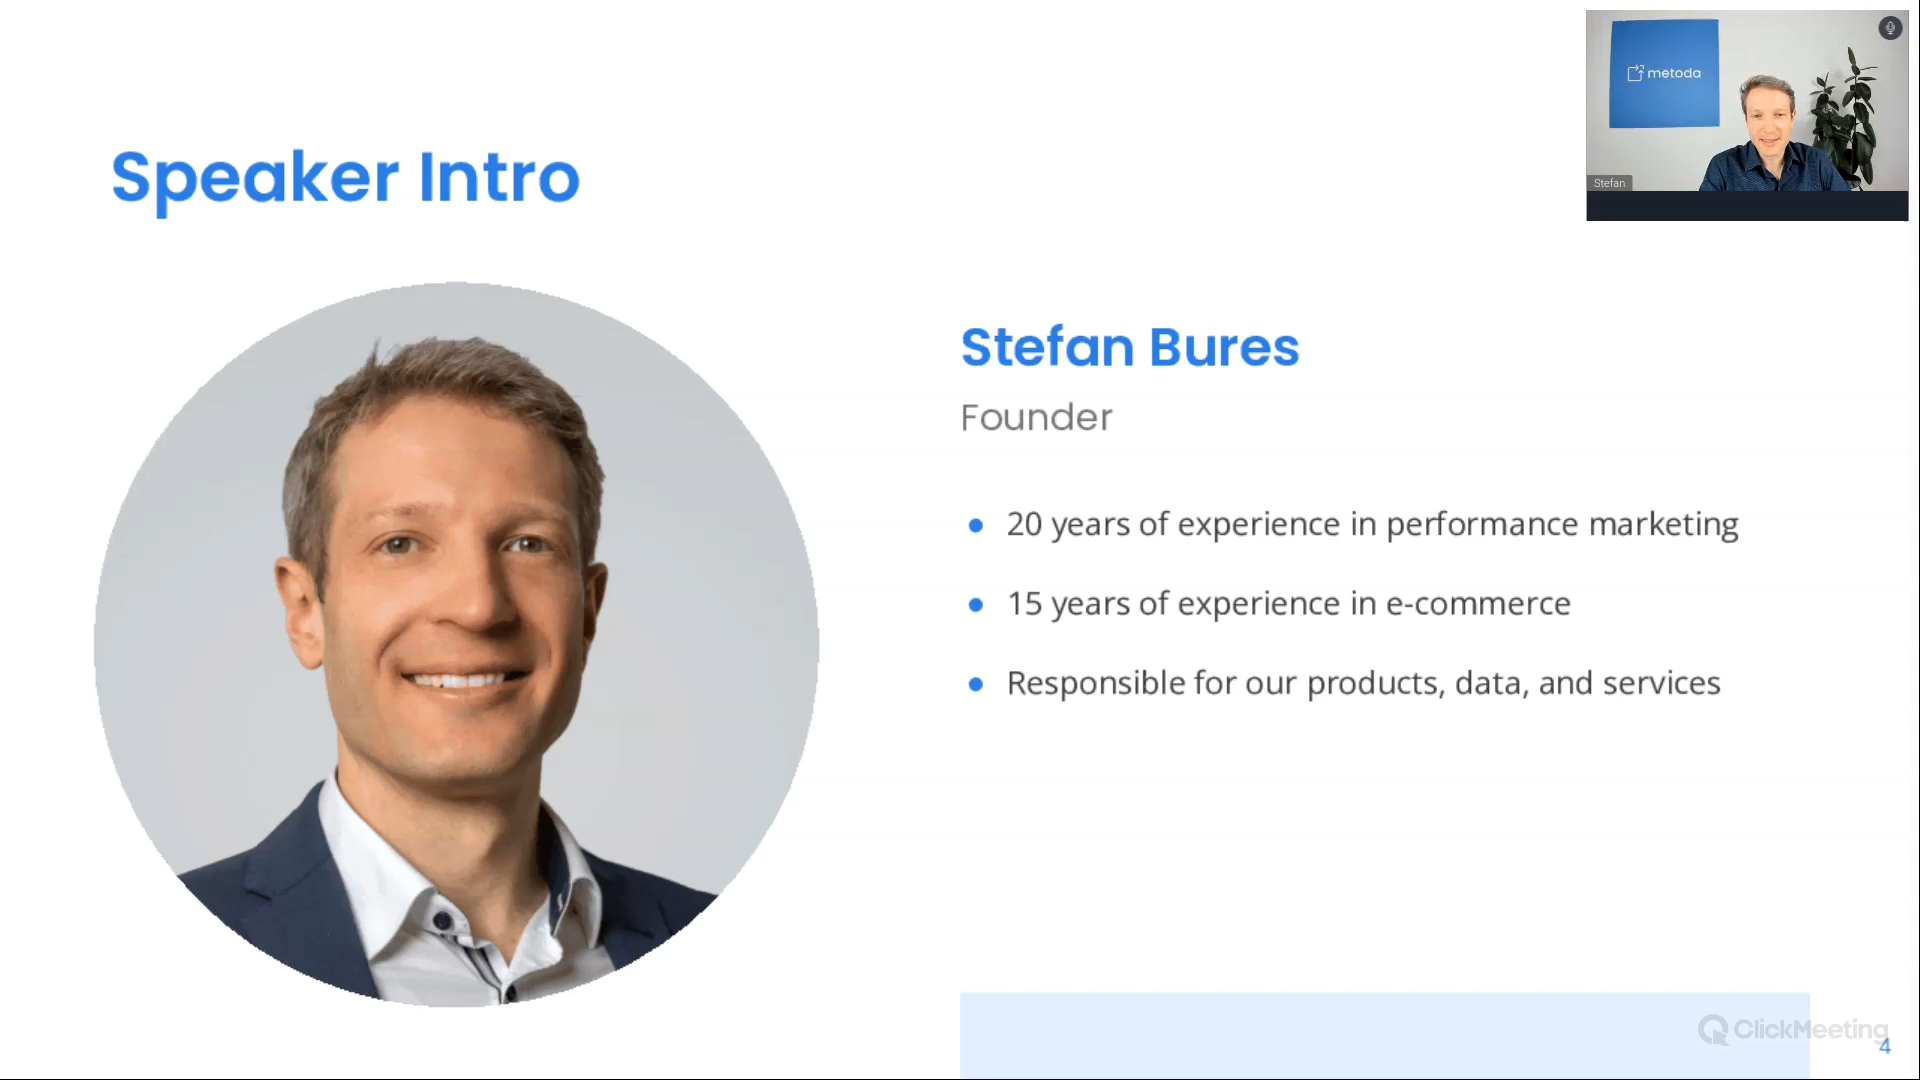 metoda
Stefan
Speaker Intro
Stefan Bures
Founder
• 20 years of experience in performance marketing
• 15 years of experience in e-commerce
• Responsible for our products, data, and services
ClickMeeting
4